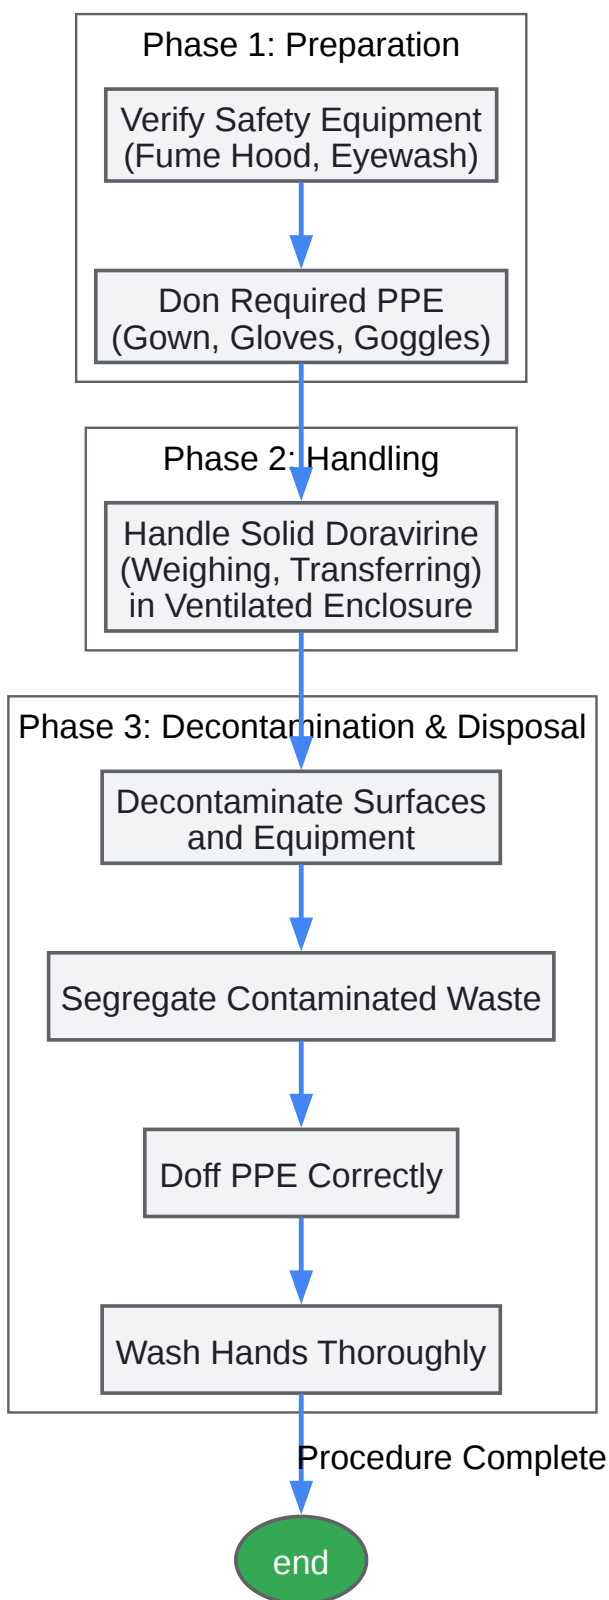 Phase 1: Preparation
Verify Safety Equipment
(Fume Hood, Eyewash)
Don Required PPE
(Gown, Gloves, Goggles)
Phase 2: Handling
Handle Solid Doravirine
(Weighing, Transferring)
in Ventilated Enclosure
Phase 3: Decontamination & Disposal
Decontaminate Surfaces
and Equipment
Segregate Contaminated Waste
Doff PPE Correctly
Wash Hands Thoroughly
Procedure Complete
end